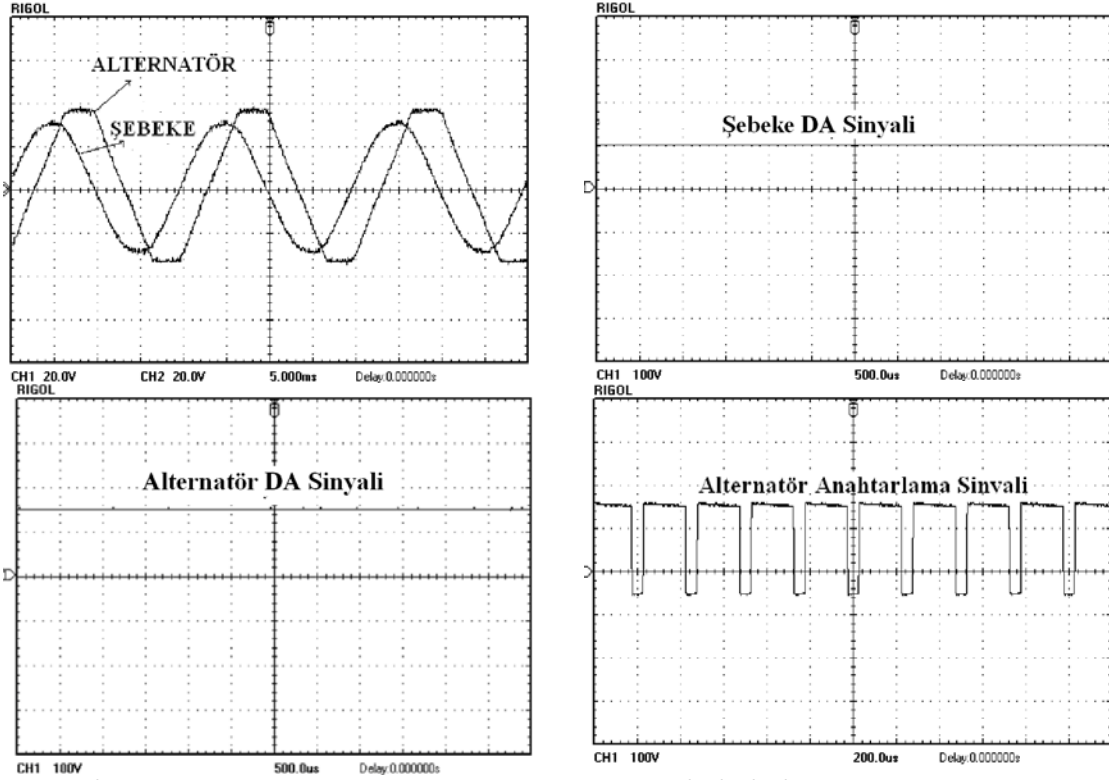 RIGOL
ALTERNATÖR
ŞEBEKE
CH1 20.0V CH2 20.0V 5.000ms Delay:0.000000s
RIGOL
Şebeke DA Sinyali
CH1 100V 500.0us Delay:0.000000s
RIGOL
Alternatör DA Sinyali
CH1 100V 500.0us Delay:0.000000s
RIGOL
Alternatör Anahtarlama Sinvali
CH1 100V 200.0us Delay:0.000000s